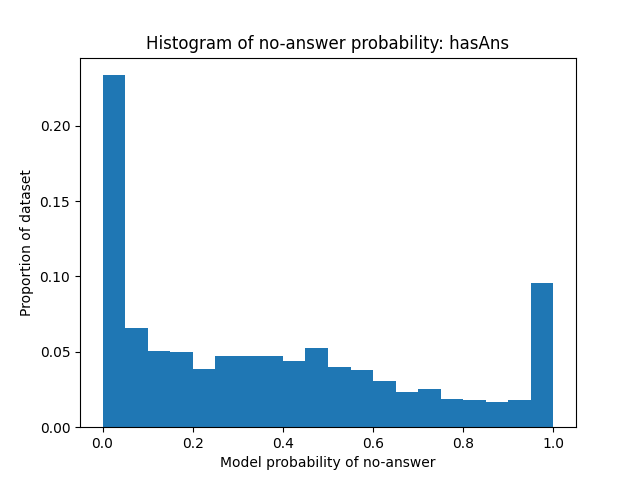 Histogram of no-answer probability: hasAns
Proportion of dataset
0.20
0.15
0.10
0.05
0.00
0.0 0.2 0.4 0.6 0.8 1.0
Model probability of no-answer